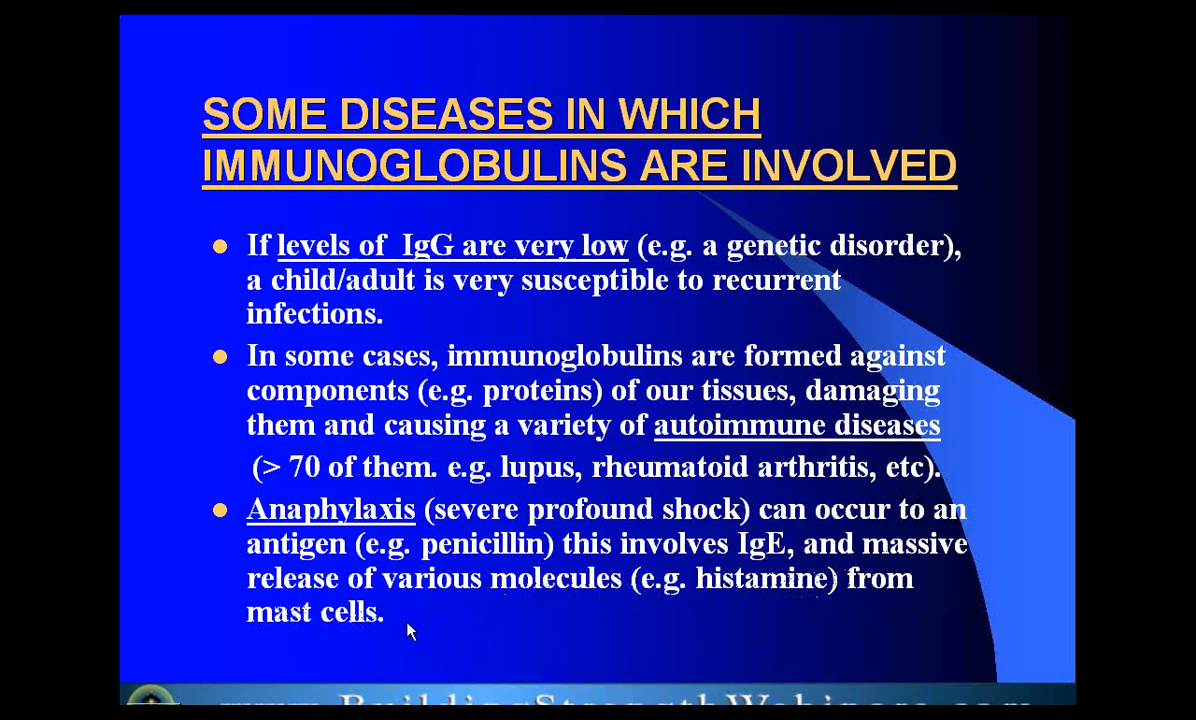 SOME DISEASES IN WHICH
IMMUNOGLOBULINS ARE INVOLVED
If levels of IgG are very low (e.g. a genetic disorder),
a child/adult is very susceptible to recurrent
infections.
In some cases, immunoglobulins are formed against
components (e.g. proteins) of our tissues, damaging
them and causing a variety of autoimmune diseases
(> 70 of them. e.g. lupus, rheumatoid arthritis, etc).
Anaphylaxis (severe profound shock) can occur to an
antigen (e.g. penicillin) this involves IgE, and massive
release of various molecules (e.g. histamine) from
mast cells.
www.BuildingStrengthWebinars.com